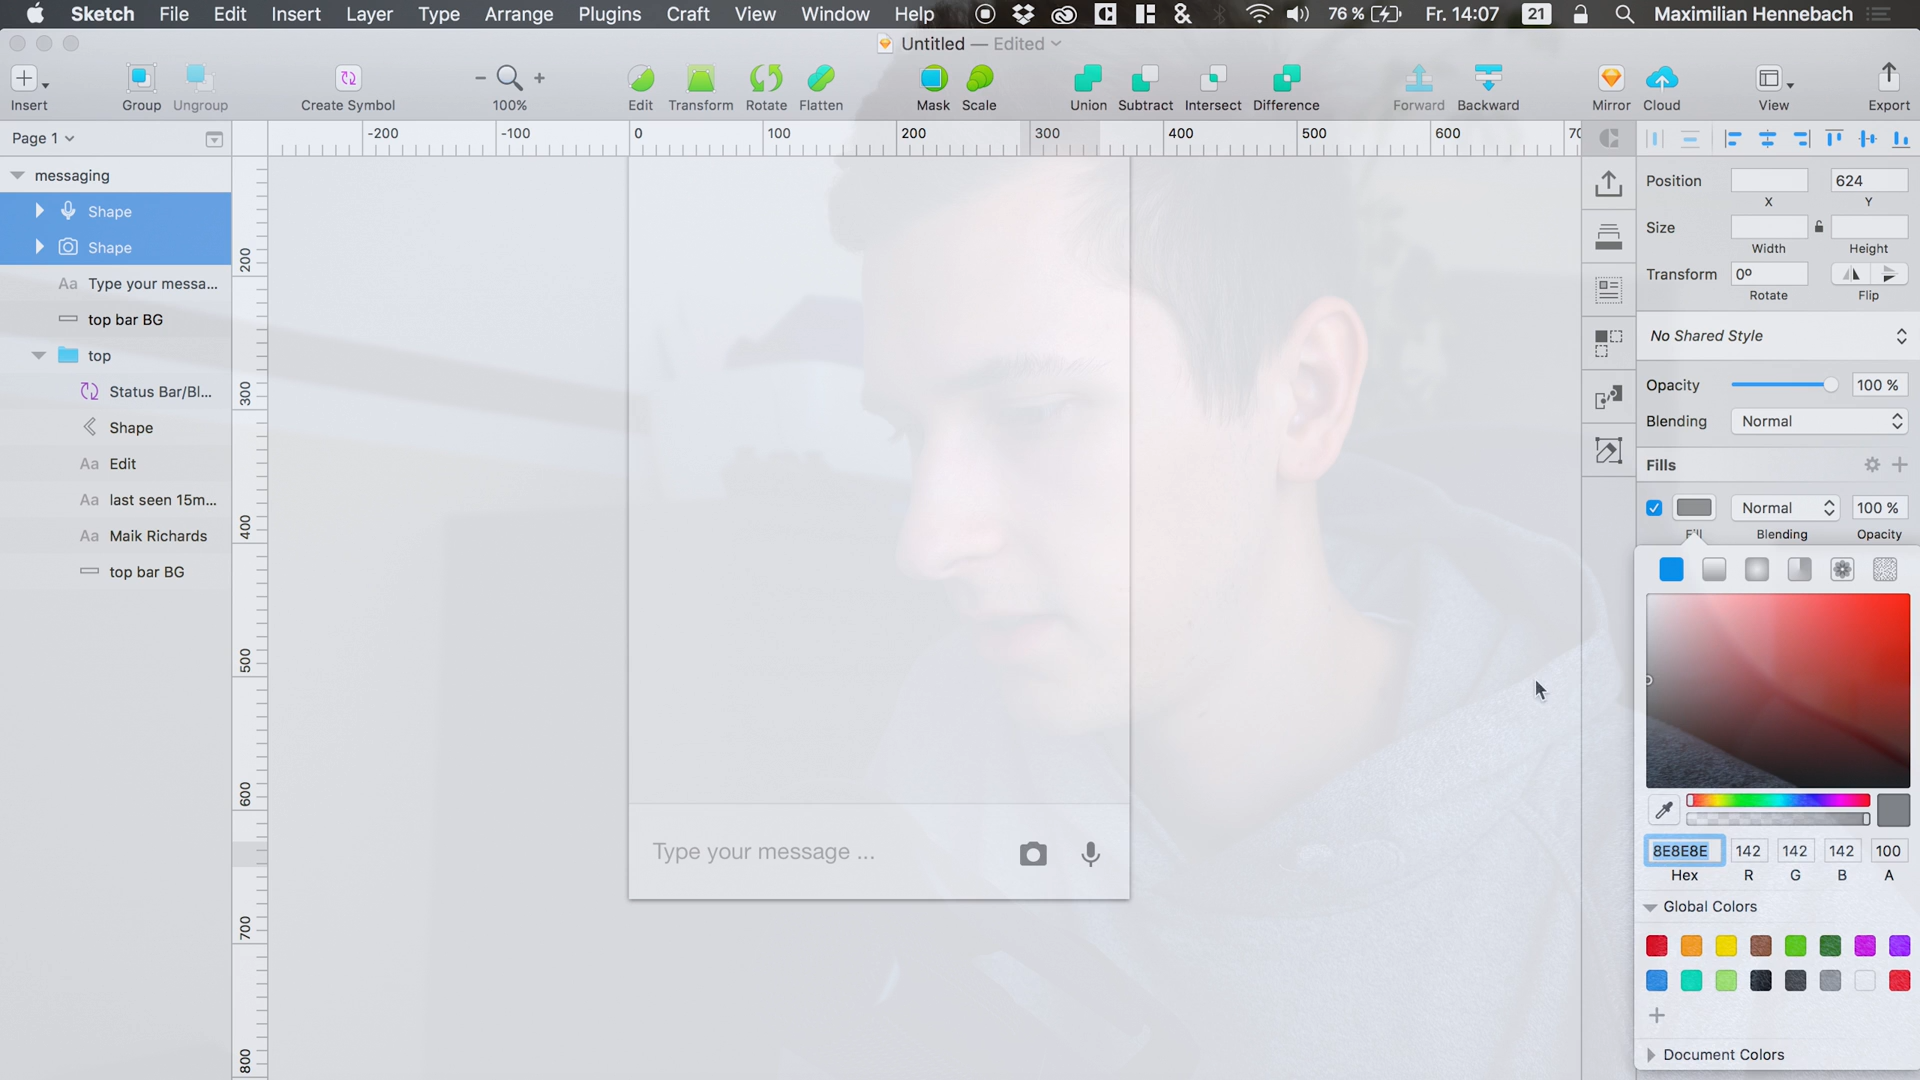 Sketch File Edit Insert Layer Type Arrange Plugins Craft View Window Help 76 % Fr. 14:07 21 Maximilian Hennebach
Untitled — Edited
Insert Group Ungroup Create Symbol 100% Edit Transform Rotate Flatten Mask Scale Union Subtract Intersect Difference Forward Backward Mirror Cloud View Export
Page 1
-200 -100 0 100 200 300 400 500 600
messaging
Shape
Shape
Aa Type your messa...
top bar BG
top
Status Bar/Bl...
Shape
Aa Edit
Aa last seen 15m...
Aa Maik Richards
top bar BG
200
300
400
500
600
700
800
Type your message ...
Position 624
X Y
Size
Width Height
Transform 0º
Rotate Flip
No Shared Style
Opacity 100 %
Blending Normal
Fills
Normal 100 %
Fill Blending Opacity
8E8E8E 142 142 142 100
Hex R G B A
Global Colors
Document Colors